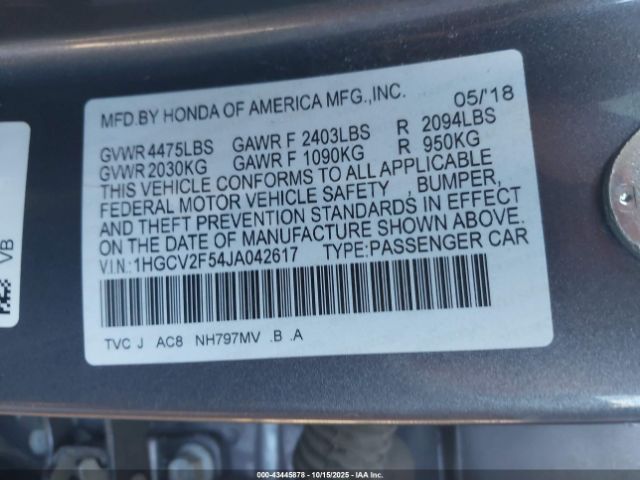 MFD.BY HONDA OF AMERICA MFG.,INC. 05/'18
GVWR 4475LBS GAWR F 2403LBS R 2094LBS
GVWR 2030KG GAWR F 1090KG R 950KG
THIS VEHICLE CONFORMS TO ALL APPLICABLE
FEDERAL MOTOR VEHICLE SAFETY , BUMPER,
AND THEFT PREVENTION STANDARDS IN EFFECT
ON THE DATE OF MANUFACTURE SHOWN ABOVE.
V.I.N.:1HGCV2F54JA042617 TYPE:PASSENGER CAR
TVC J AC8 NH797MV .B .A
VB
000-43445878 | 10/15/2025 | IAA Inc.